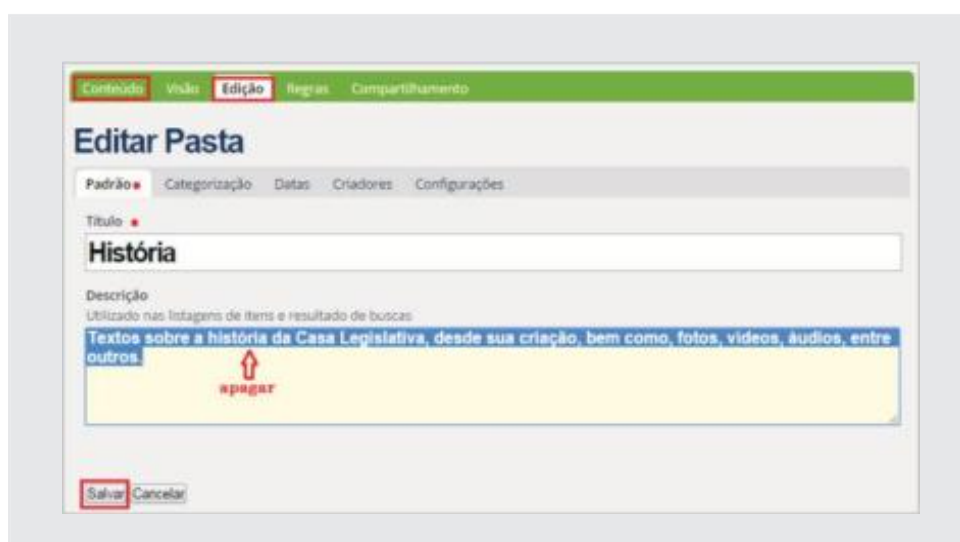 Conteúdo Visão Edição Regras Compartilhamento
Editar Pasta
Padrão Categorização Datas Criadores Configurações
Título
História
Descrição
Utilizado nas listagens de itens e resultado de buscas
Textos sobre a história da Casa Legislativa, desde sua criação, bem como, fotos, vídeos, áudios, entre
outros.
apagar
Salvar Cancelar